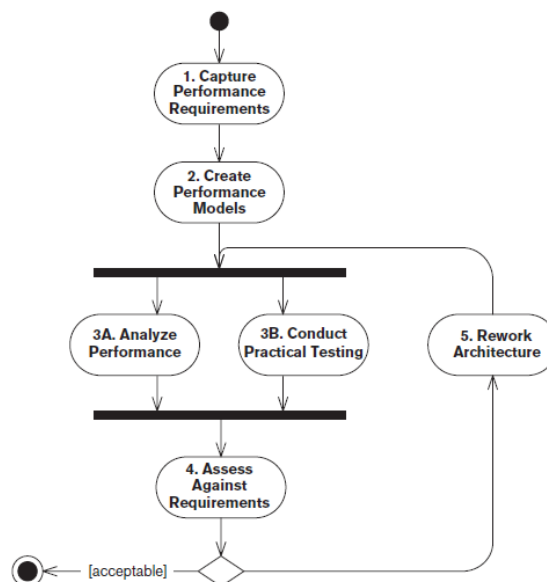 1. Capture
Performance
Requirements
2. Create
Performance
Models
3A. Analyze
Performance
3B. Conduct
Practical Testing
5. Rework
Architecture
4. Assess
Against
Requirements
[acceptable]